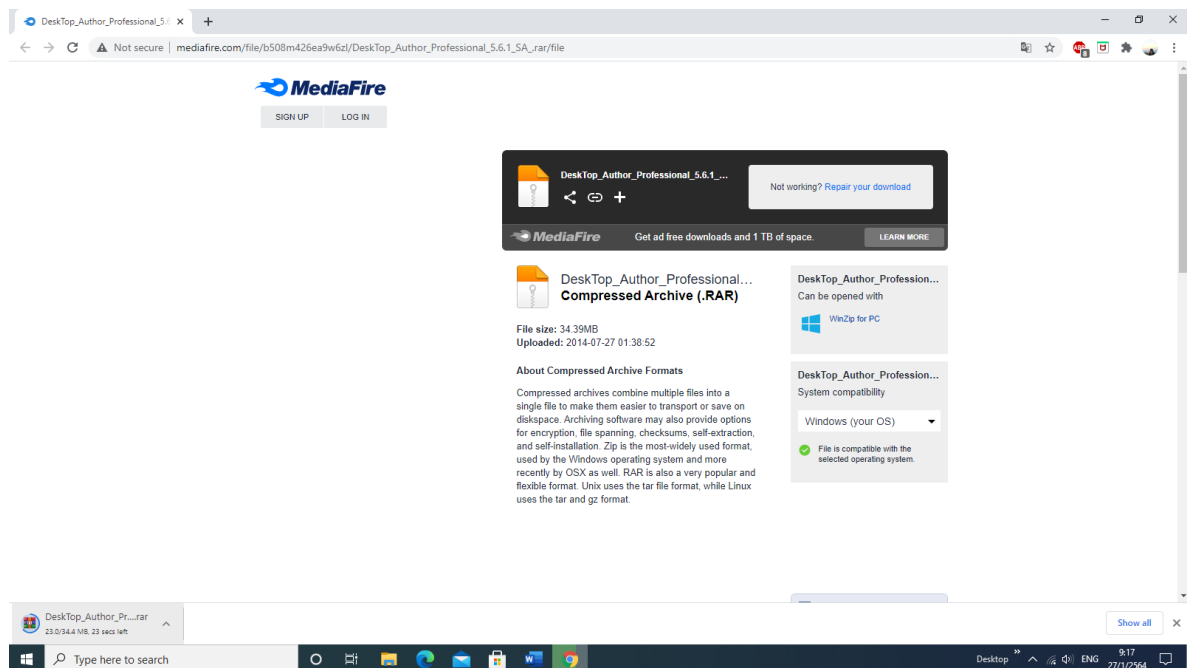 DeskTop_Author_Professional_5.6
Not secure
mediafire.com/file/b508m426ea9w6zl/DeskTop_Author_Professional_5.6.1_SA_.rar/file
MediaFire
SIGN UP
LOG IN
DeskTop_Author_Professional_5.6.1_...
Not working? Repair your download
MediaFire
Get ad free downloads and 1 TB of space.
LEARN MORE
DeskTop_Author_Professional...
Compressed Archive (.RAR)
File size: 34.39MB
Uploaded: 2014-07-27 01:38:52
About Compressed Archive Formats
Compressed archives combine multiple files into a
single file to make them easier to transport or save on
diskspace. Archiving software may also provide options
for encryption, file spanning, checksums, self-extraction,
and self-installation. Zip is the most-widely used format,
used by the Windows operating system and more
recently by OSX as well. RAR is also a very popular and
flexible format. Unix uses the tar file format, while Linux
uses the tar and gz format.
DeskTop_Author_Profession...
Can be opened with
WinZip for PC
DeskTop_Author_Profession...
System compatibility
Windows (your OS)
File is compatible with the
selected operating system.
DeskTop_Author_Pr....rar
23.0/34.4 MB, 23 secs left
Show all
Type here to search
Desktop
ENG
9:17
27/1/2564